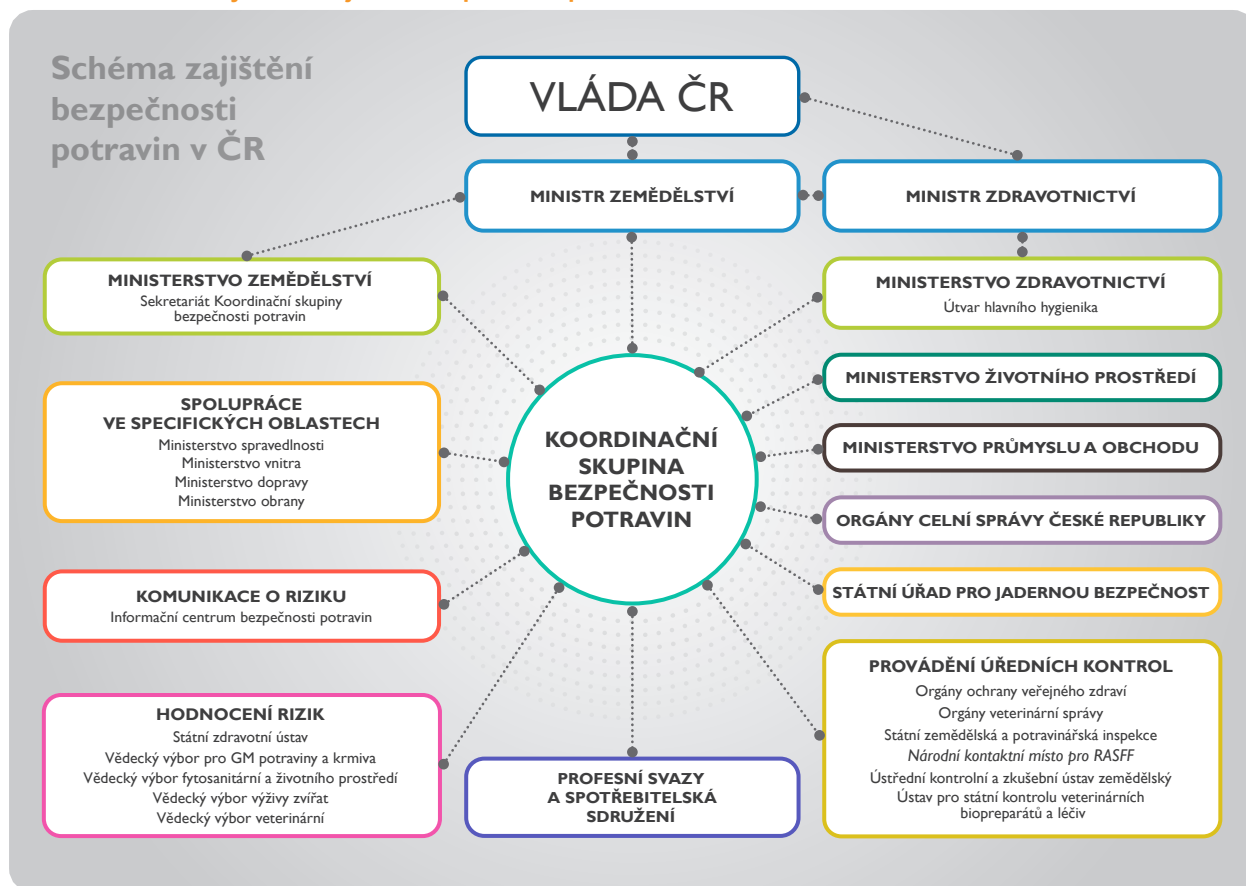 Schéma zajištění
bezpečnosti
potravin v ČR
VLÁDA ČR
MINISTR ZEMĚDĚLSTVÍ
MINISTR ZDRAVOTNICTVÍ
MINISTERSTVO ZEMĚDĚLSTVÍ
Sekretariát Koordinační skupiny
bezpečnosti potravin
MINISTERSTVO ZDRAVOTNICTVÍ
Útvar hlavního hygienika
SPOLUPRÁCE
VE SPECIFICKÝCH OBLASTECH
Ministerstvo spravedlnosti
Ministerstvo vnitra
Ministerstvo dopravy
Ministerstvo obrany
KOORDINAČNÍ
SKUPINA
BEZPEČNOSTI
POTRAVIN
MINISTERSTVO ŽIVOTNÍHO PROSTŘEDÍ
MINISTERSTVO PRŮMYSLU A OBCHODU
ORGÁNY CELNÍ SPRÁVY ČESKÉ REPUBLIKY
STÁTNÍ ÚŘAD PRO JADERNOU BEZPEČNOST
KOMUNIKACE O RIZIKU
Informační centrum bezpečnosti potravin
HODNOCENÍ RIZIK
Státní zdravotní ústav
Vědecký výbor pro GM potraviny a krmiva
Vědecký výbor fytosanitární a životního prostředí
Vědecký výbor výživy zvířat
Vědecký výbor veterinární
PROFESNÍ SVAZY
A SPOTŘEBITELSKÁ
SDRUŽENÍ
PROVÁDĚNÍ ÚŘEDNÍCH KONTROL
Orgány ochrany veřejného zdraví
Orgány veterinární správy
Státní zemědělská a potravinářská inspekce
Národní kontaktní místo pro RASFF
Ústřední kontrolní a zkušební ústav zemědělský
Ústav pro státní kontrolu veterinárních
biopreparátů a léčiv